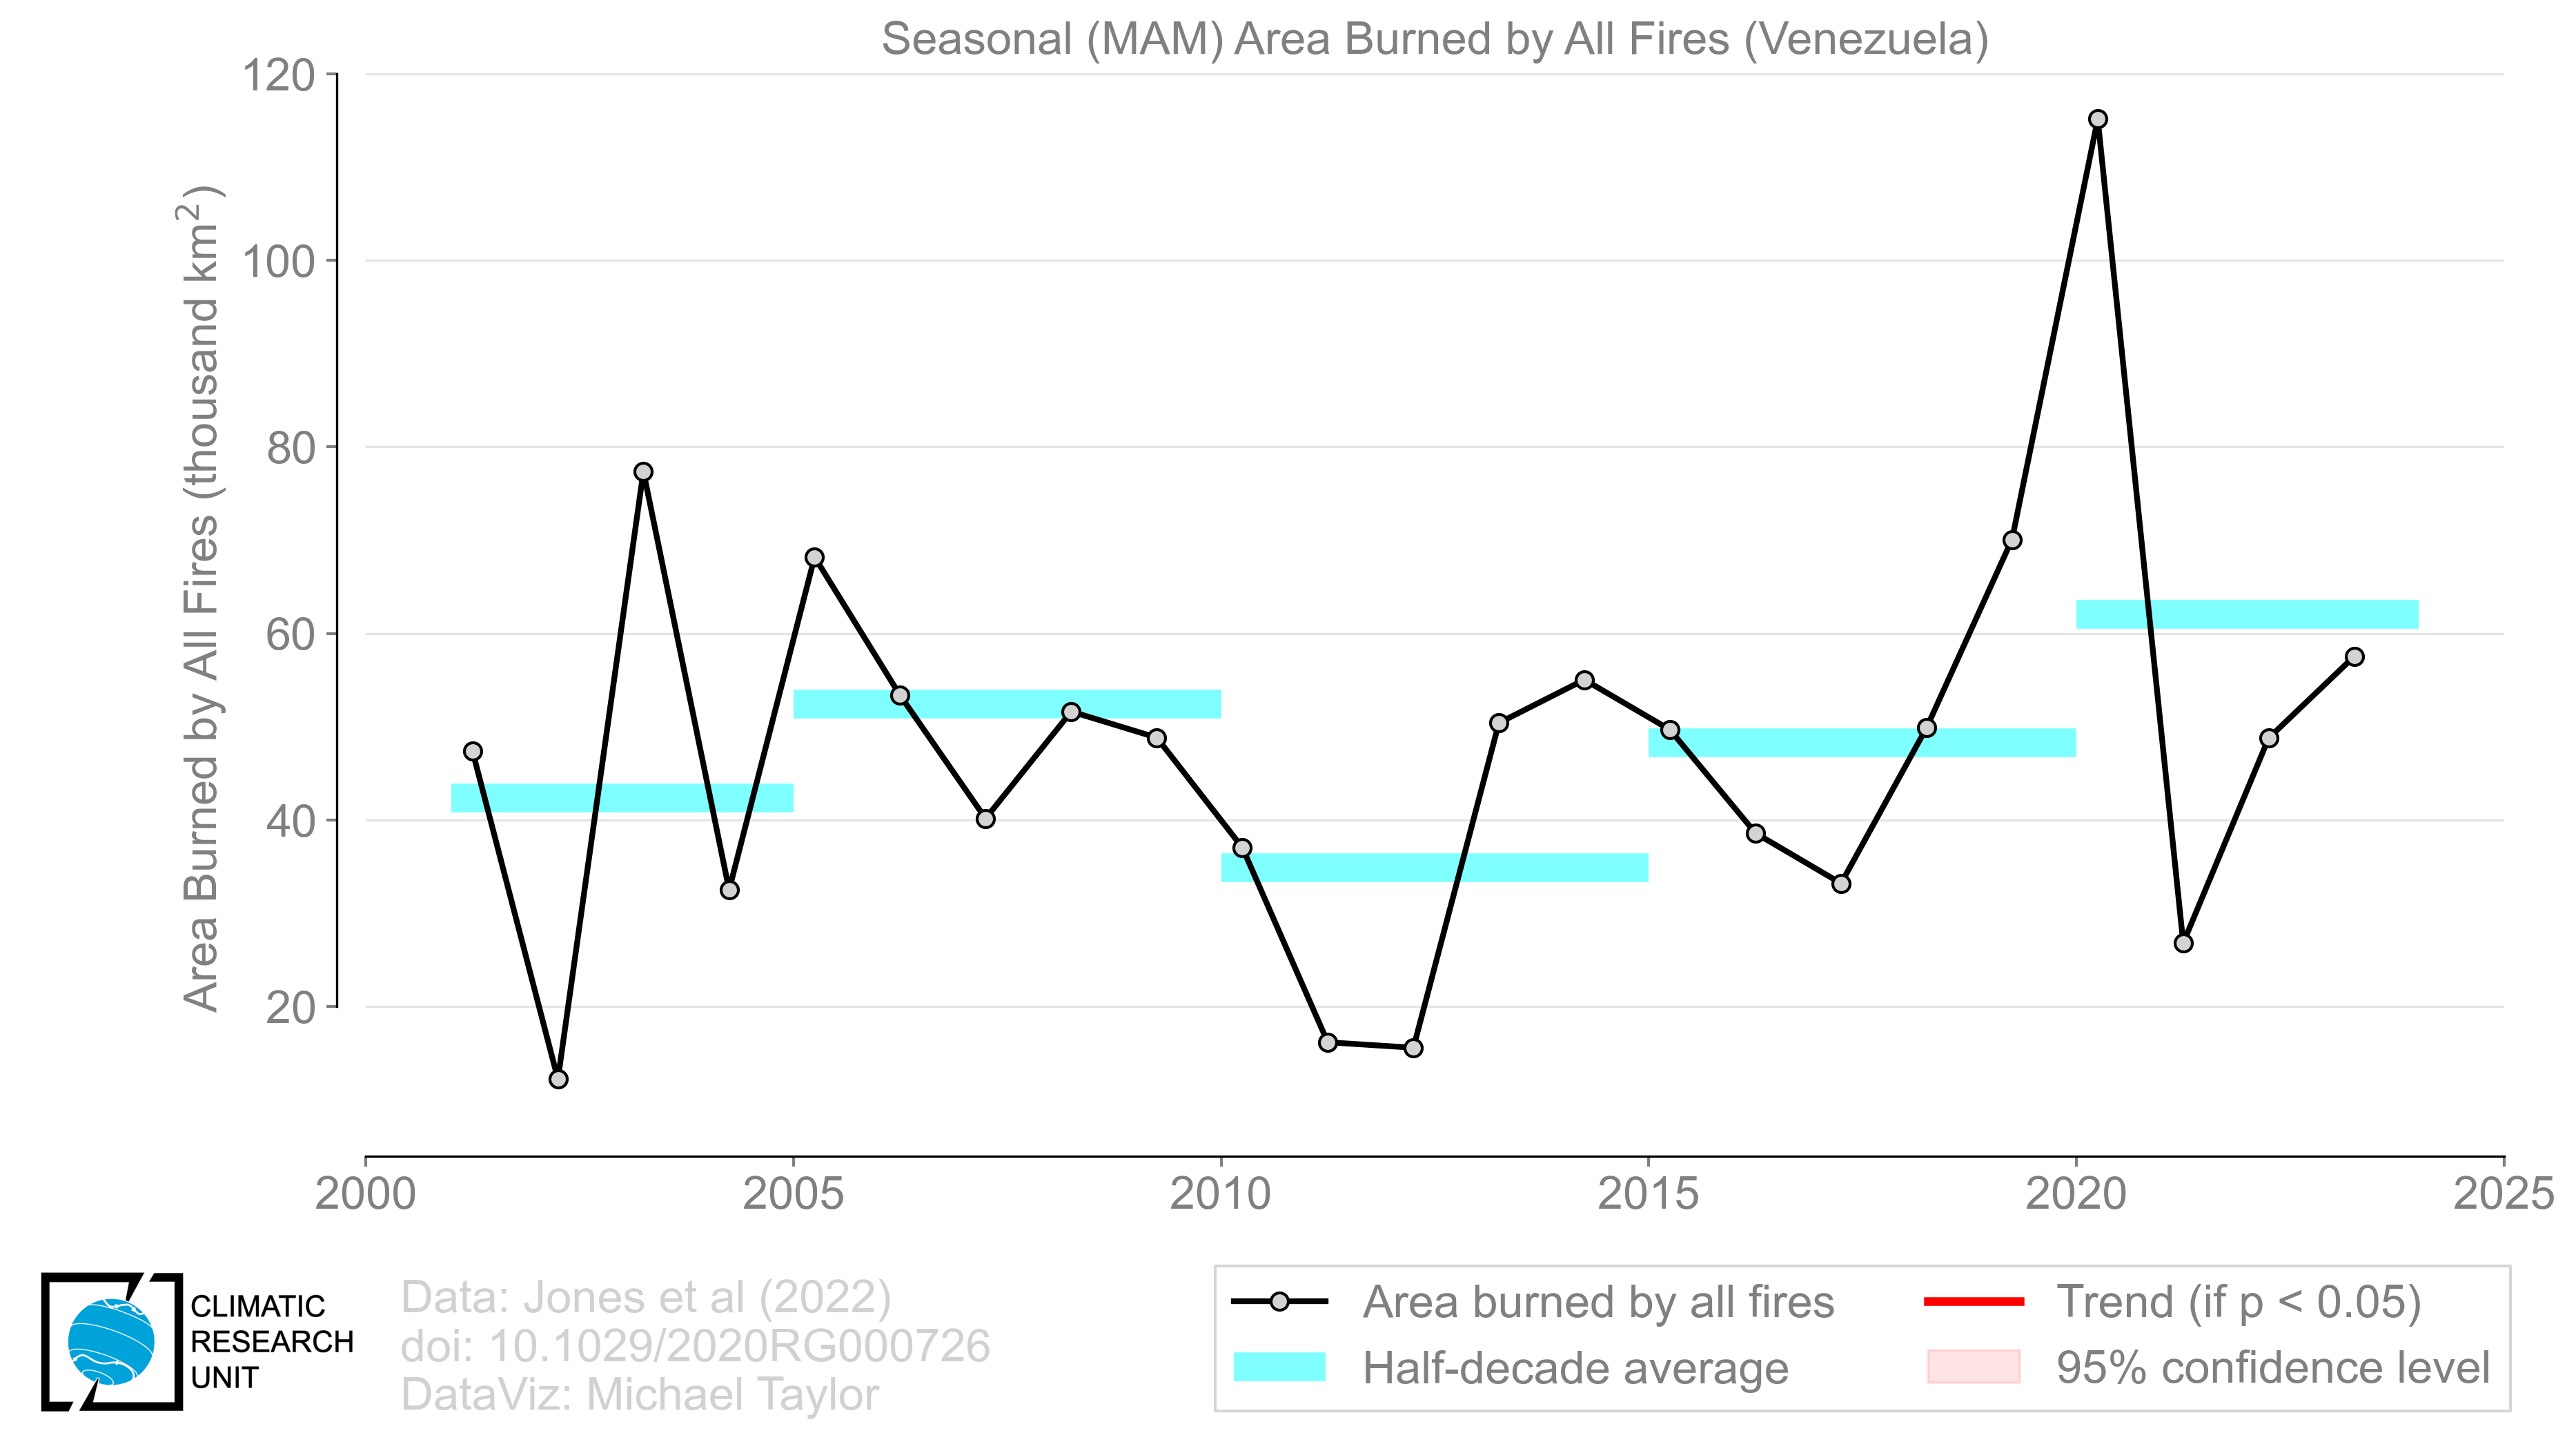 Seasonal (MAM) Area Burned by All Fires (Venezuela)
Area Burned by All Fires (thousand km²)
120
100
80
60
40
20
2000
2005
2010
2015
2020
2025
CLIMATIC
RESEARCH
UNIT
Data: Jones et al (2022)
doi: 10.1029/2020RG000726
DataViz: Michael Taylor
Area burned by all fires
Half-decade average
Trend (if p < 0.05)
95% confidence level